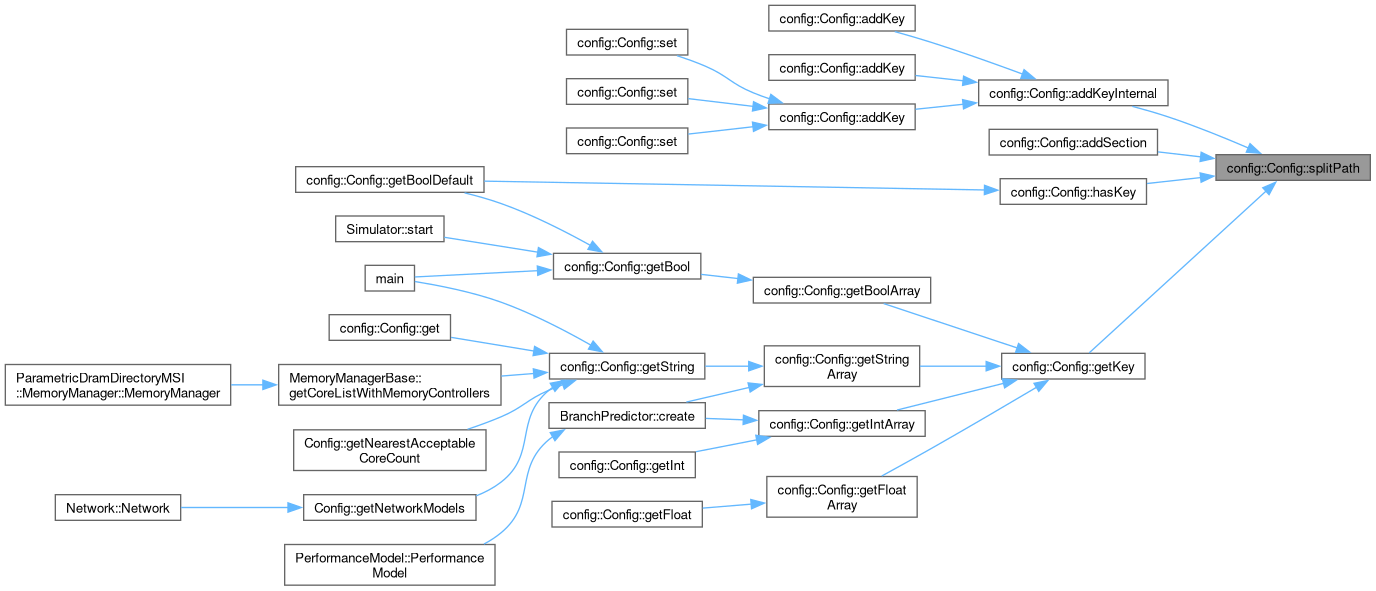 config::Config::addKey
config::Config::set
config::Config::addKey
config::Config::set
config::Config::addKeyInternal
config::Config::addKey
config::Config::set
config::Config::addSection
config::Config::splitPath
config::Config::getBoolDefault
config::Config::hasKey
Simulator::start
config::Config::getBool
main
config::Config::getBoolArray
config::Config::get
config::Config::getString
Array
config::Config::getString
config::Config::getKey
ParametricDramDirectoryMSI
::MemoryManager::MemoryManager
MemoryManagerBase::
getCoreListWithMemoryControllers
BranchPredictor::create
config::Config::getIntArray
Config::getNearestAcceptable
CoreCount
config::Config::getInt
config::Config::getFloat
Array
Network::Network
Config::getNetworkModels
config::Config::getFloat
PerformanceModel::Performance
Model